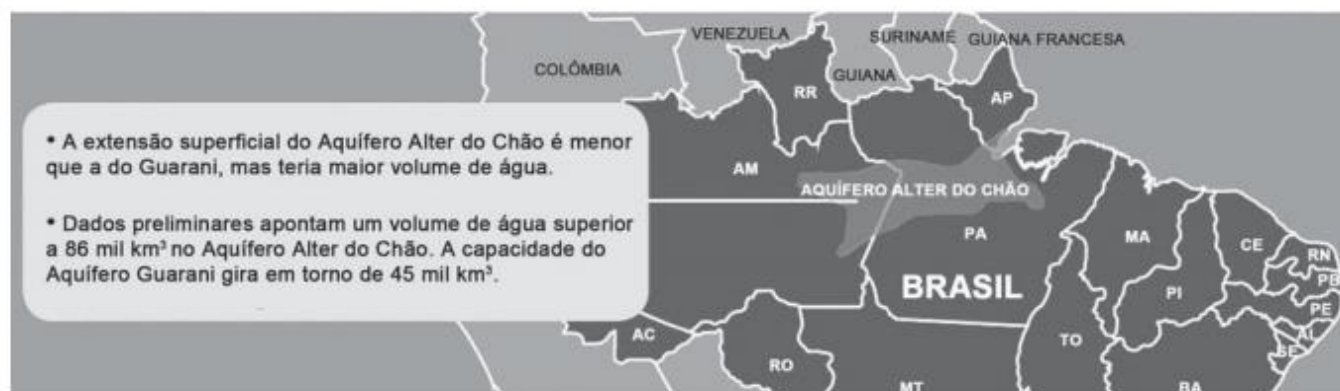 VENEZUELA
SURINAME
GUIANA FRANCESA
COLÔMBIA
GUIANA
RR
AP
• A extensão superficial do Aquífero Alter do Chão é menor
que a do Guarani, mas teria maior volume de água.
• Dados preliminares apontam um volume de água superior
a 86 mil km³ no Aquífero Alter do Chão. A capacidade do
Aquífero Guarani gira em torno de 45 mil km³.
AM
AQUÍFERO ALTER DO CHÃO
PA
MA
CE
RN
PB
BRASIL
PI
PE
AC
TO
AL
SE
RO
MT
BA